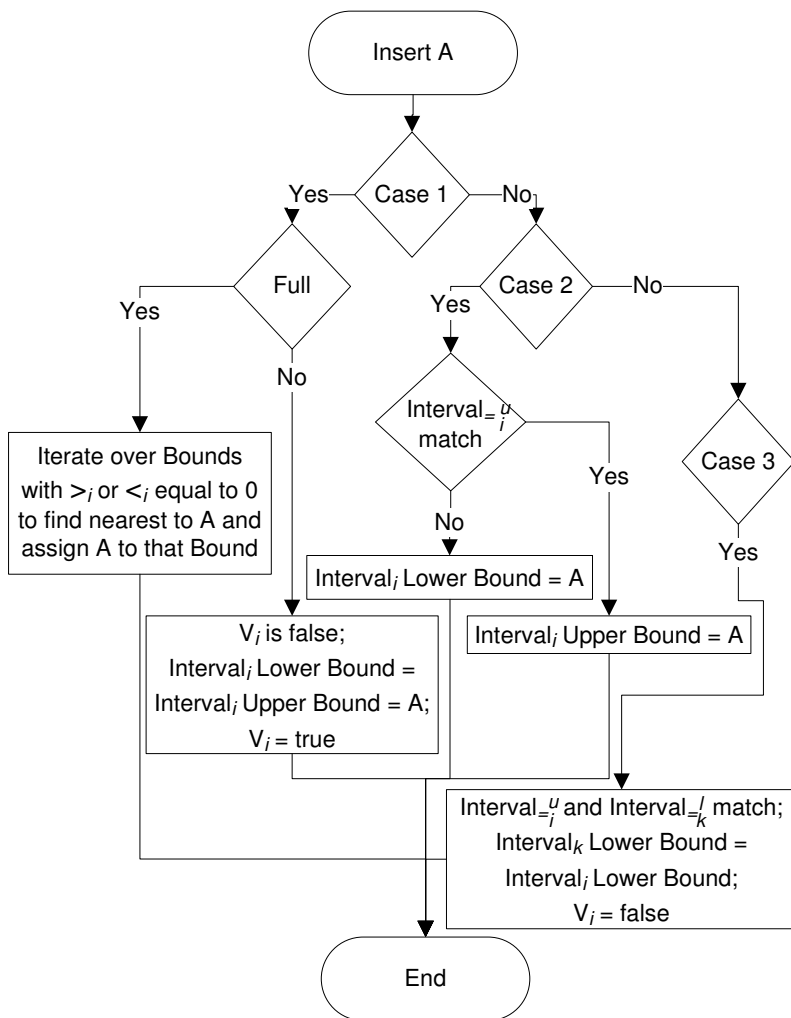 Insert A
Case 1
Yes
No
Full
Case 2
Yes
No
Yes
No
Interval=ᵢᵘ
match
Case 3
Iterate over Bounds
with >ᵢ or <ᵢ equal to 0
to find nearest to A and
assign A to that Bound
Yes
No
Yes
Intervalᵢ Lower Bound = A
Vᵢ is false;
Intervalᵢ Lower Bound =
Intervalᵢ Upper Bound = A;
Vᵢ = true
Intervalᵢ Upper Bound = A
Interval=ᵢᵘ and Interval=ₖˡ match;
Intervalₖ Lower Bound =
Intervalᵢ Lower Bound;
Vᵢ = false
End